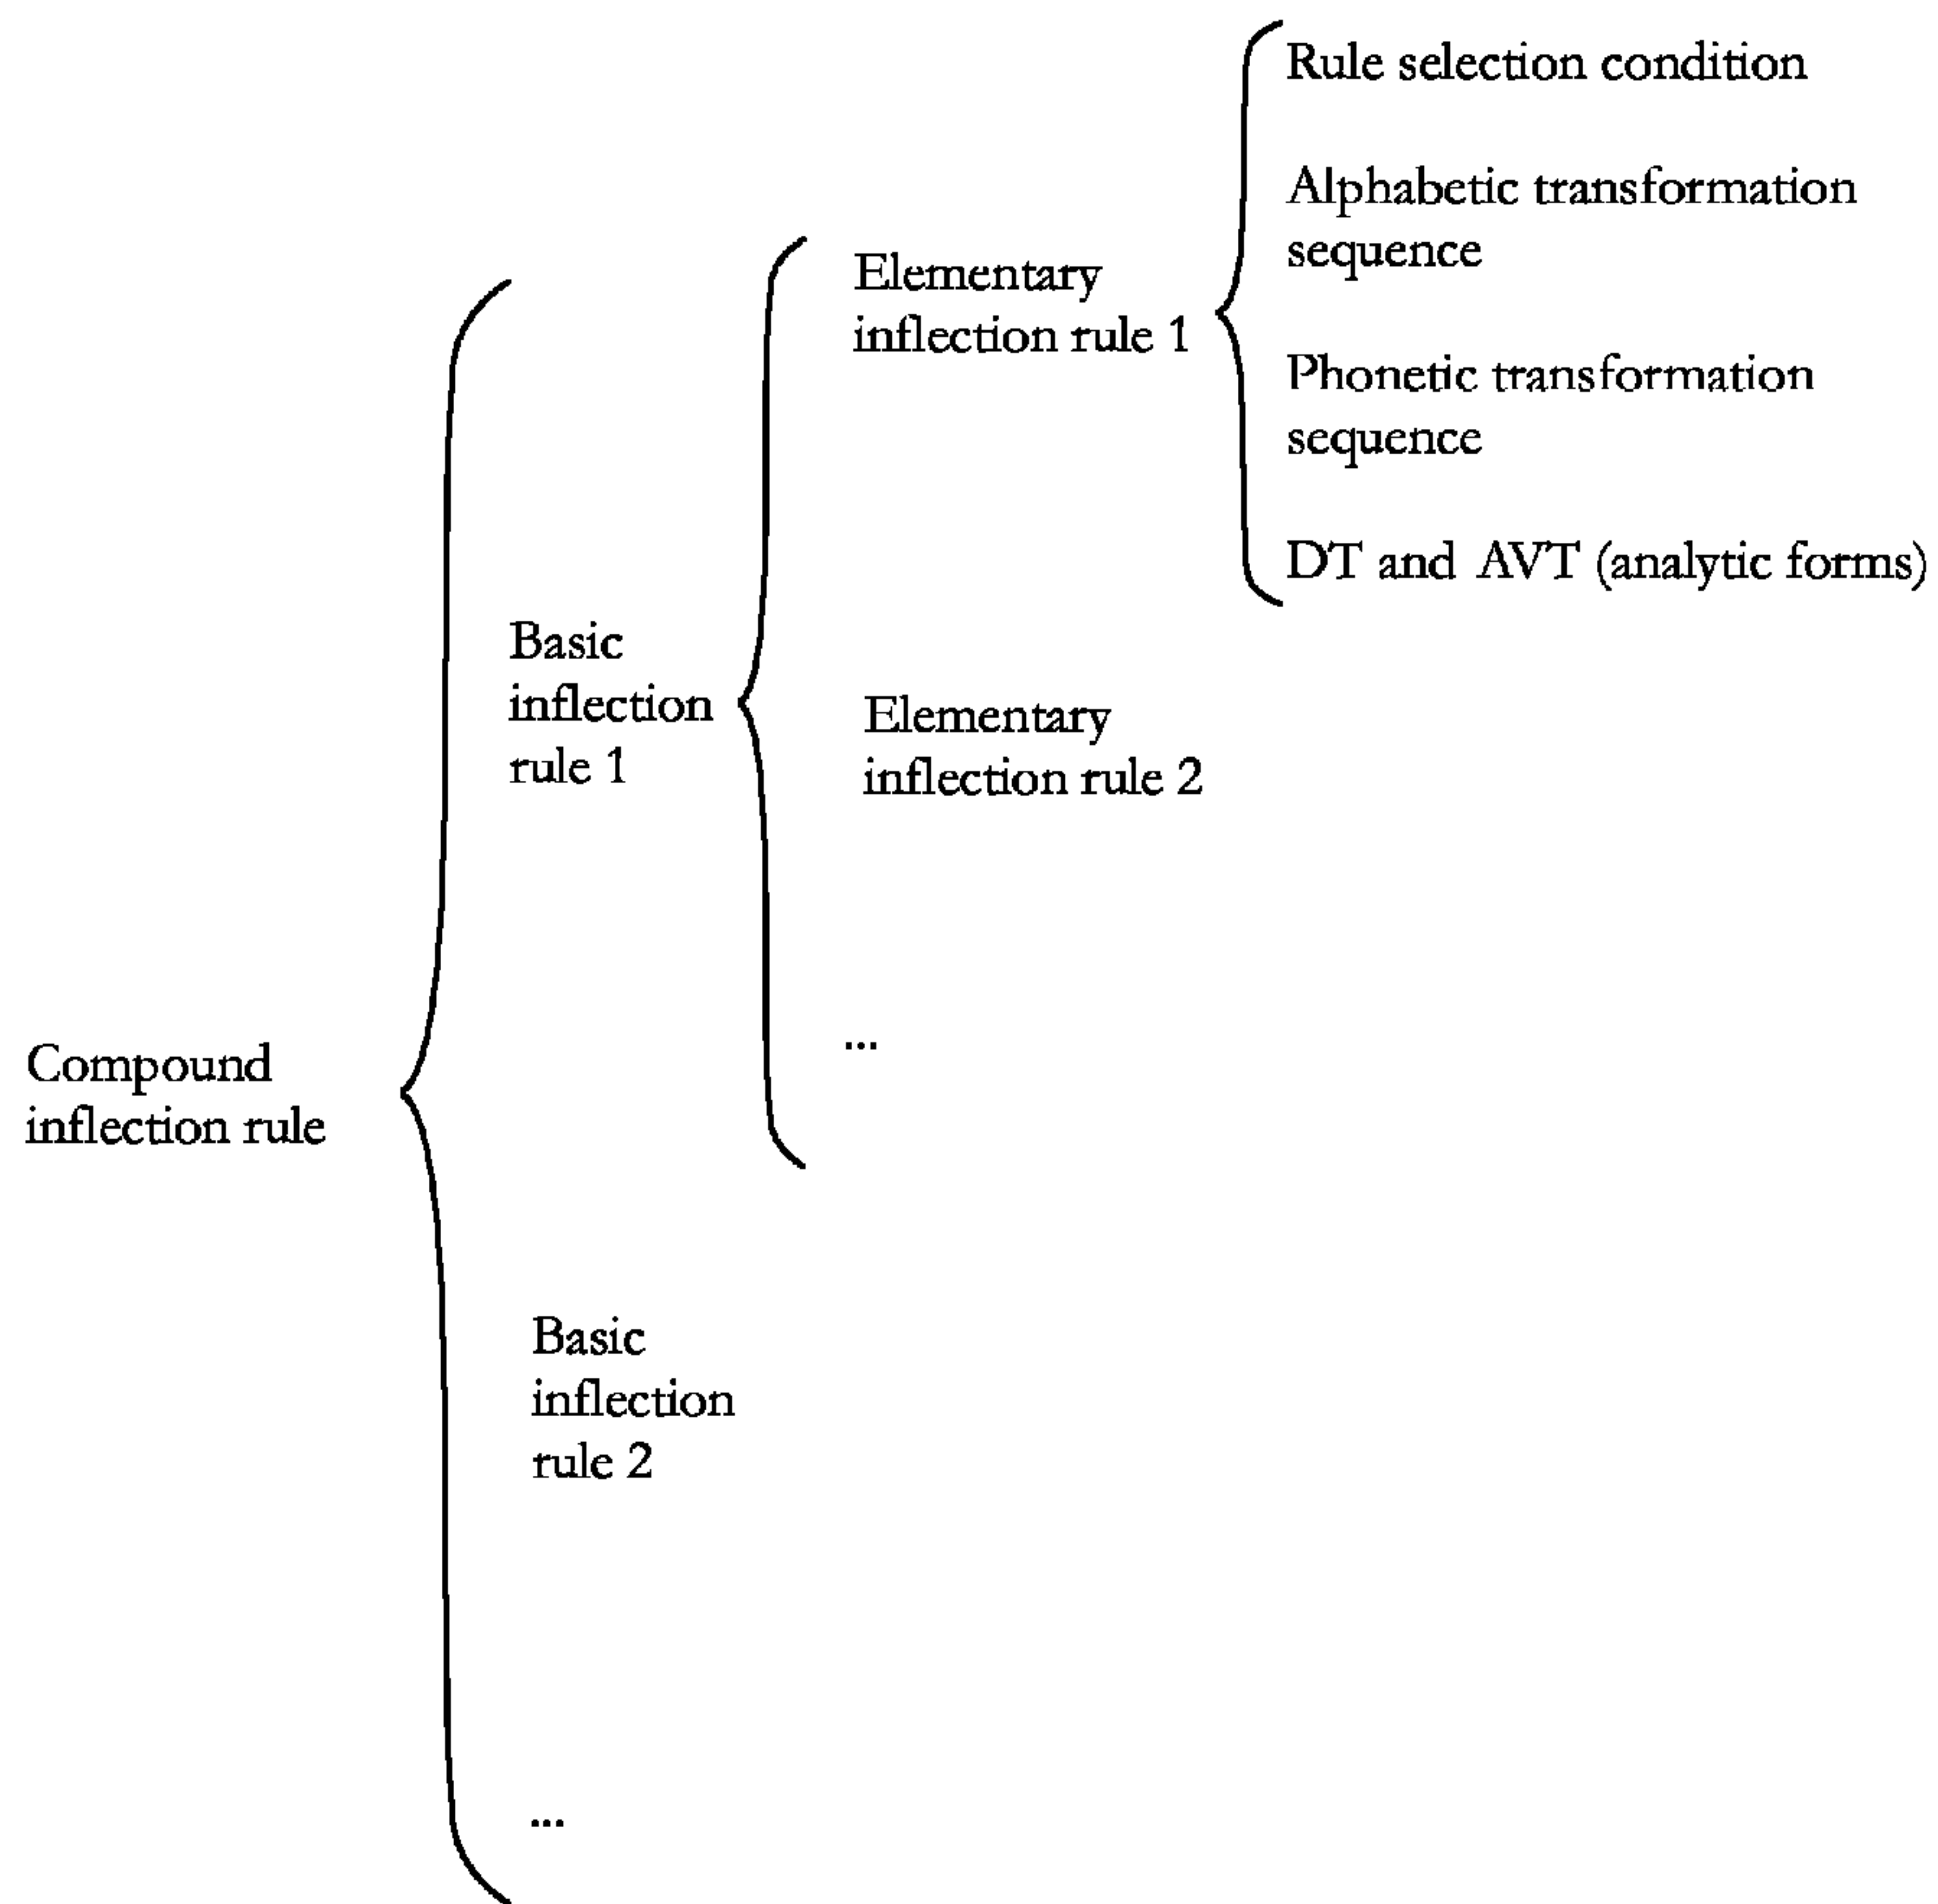 Compound
inflection rule
Basic
inflection
rule 1
Elementary
inflection rule 1
Rule selection condition
Alphabetic transformation
sequence
Phonetic transformation
sequence
DT and AVT (analytic forms)
Elementary
inflection rule 2
...
Basic
inflection
rule 2
...